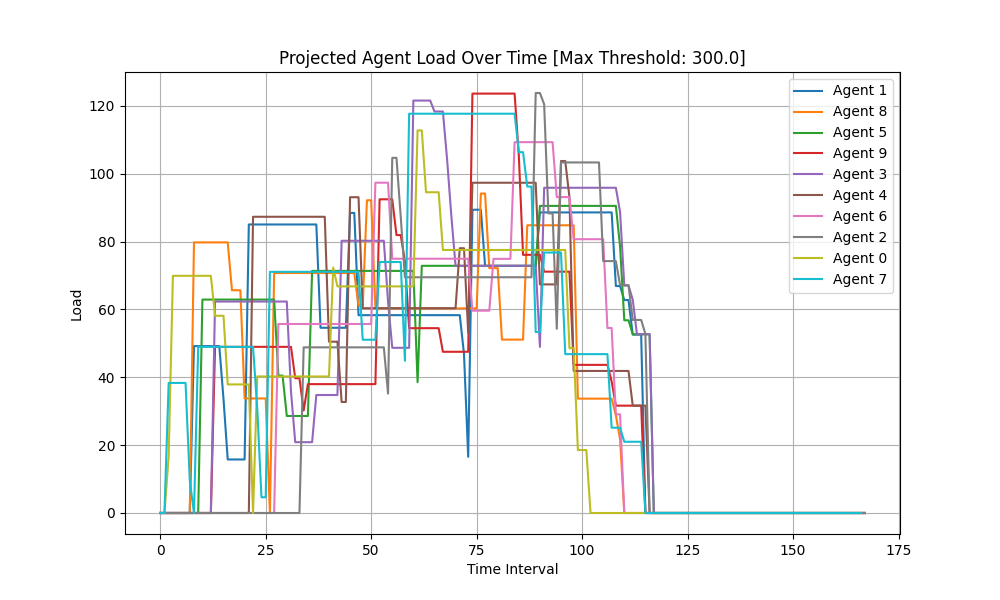 Projected Agent Load Over Time [Max Threshold: 300.0]
Load
120
100
80
60
40
20
0
0 25 50 75 100 125 150 175
Time Interval
Agent 1
Agent 8
Agent 5
Agent 9
Agent 3
Agent 4
Agent 6
Agent 2
Agent 0
Agent 7